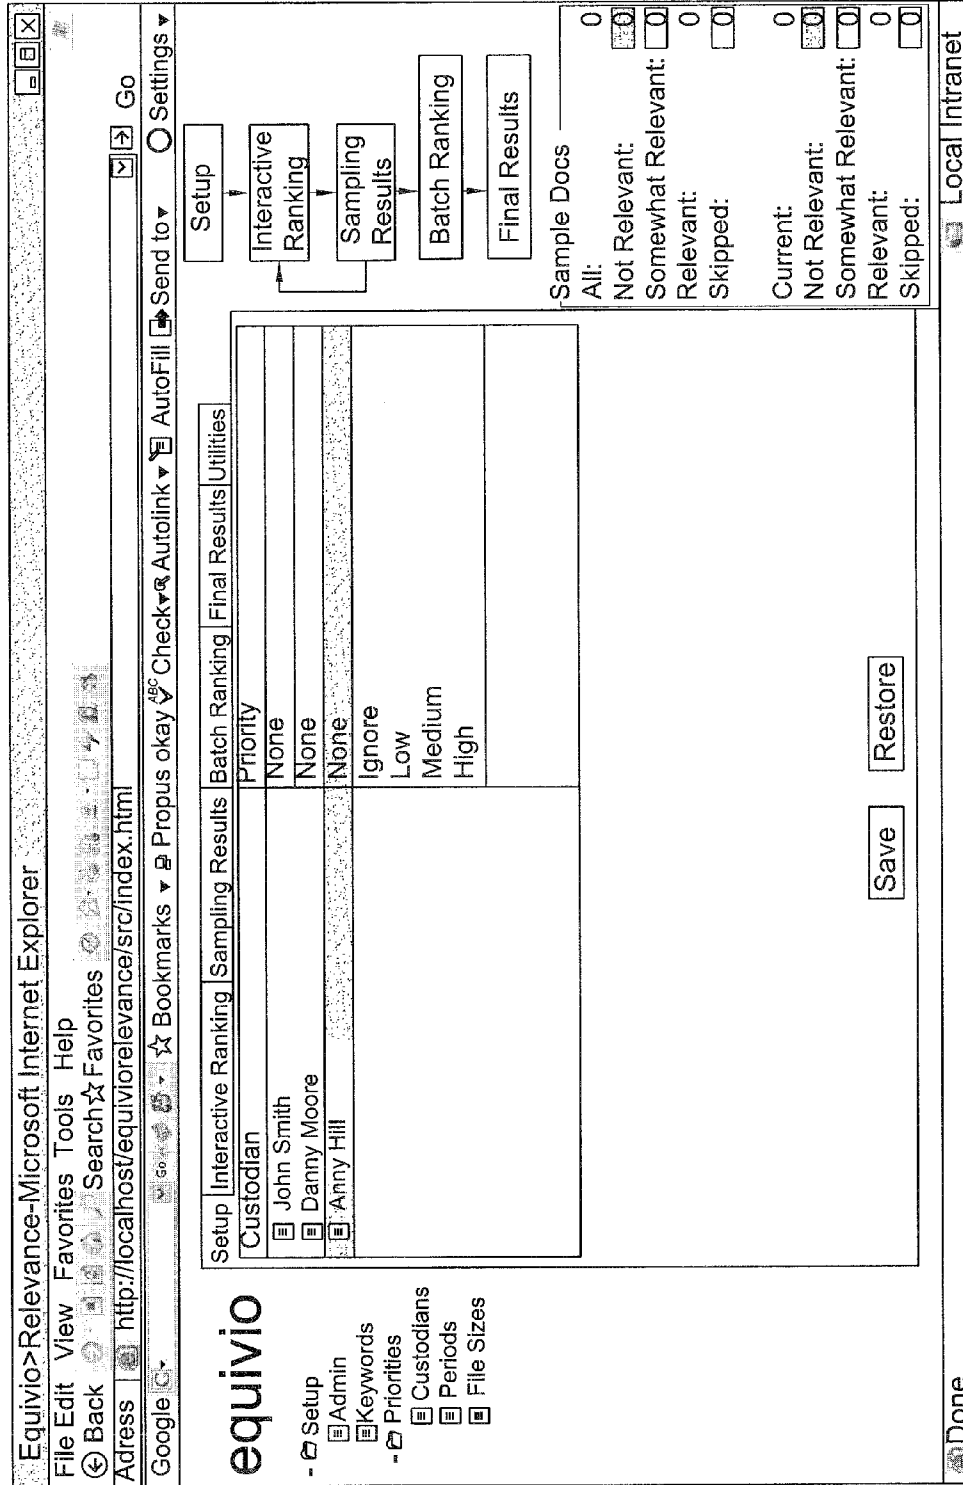 Equivio>Relevance-Microsoft Internet Explorer
File Edit View Favorites Tools Help
Back Search Favorites
Adress http://localhost/equiviorelevance/src/index.html Go
Google G Go Bookmarks Propus okay ABC Check Autolink AutoFill Send to Settings
equivio
- Setup
Admin
Keywords
- Priorities
Custodians
Periods
File Sizes
Setup Interactive Ranking Sampling Results Batch Ranking Final Results Utilities
Custodian Priority
John Smith None
Danny Moore None
Anny Hill None
Ignore
Low
Medium
High
Save Restore
Setup
Interactive
Ranking
Sampling
Results
Batch Ranking
Final Results
Sample Docs
All: 0
Not Relevant: 0
Somewhat Relevant: 0
Relevant: 0
Skipped: 0
Current: 0
Not Relevant: 0
Somewhat Relevant: 0
Relevant: 0
Skipped: 0
Done Local Intranet